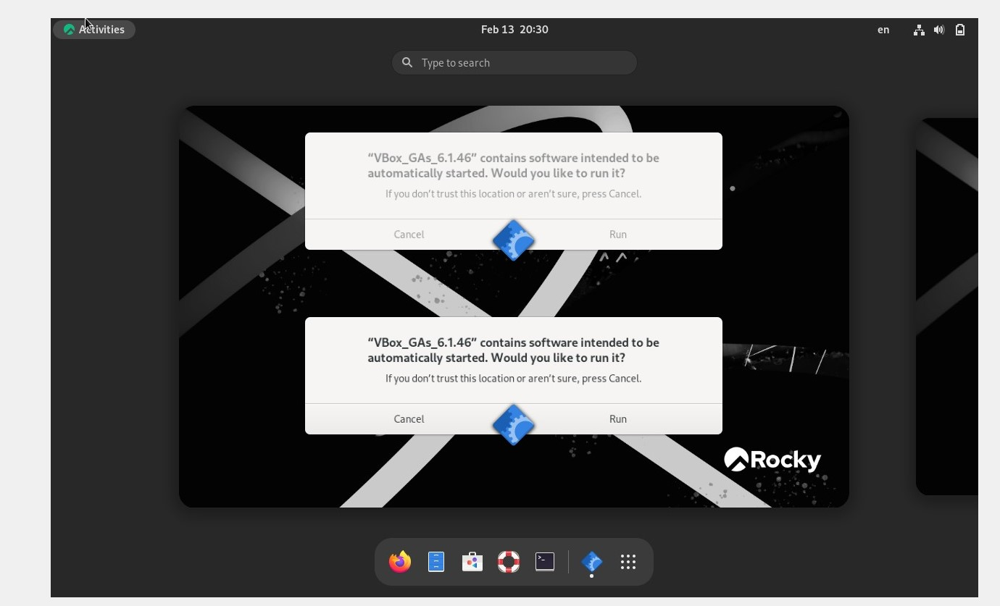 Activities
Feb 13 20:30
en
Type to search
“VBox_GAs_6.1.46” contains software intended to be
automatically started. Would you like to run it?
If you don’t trust this location or aren’t sure, press Cancel.
Cancel
Run
“VBox_GAs_6.1.46” contains software intended to be
automatically started. Would you like to run it?
If you don’t trust this location or aren’t sure, press Cancel.
Cancel
Run
Rocky